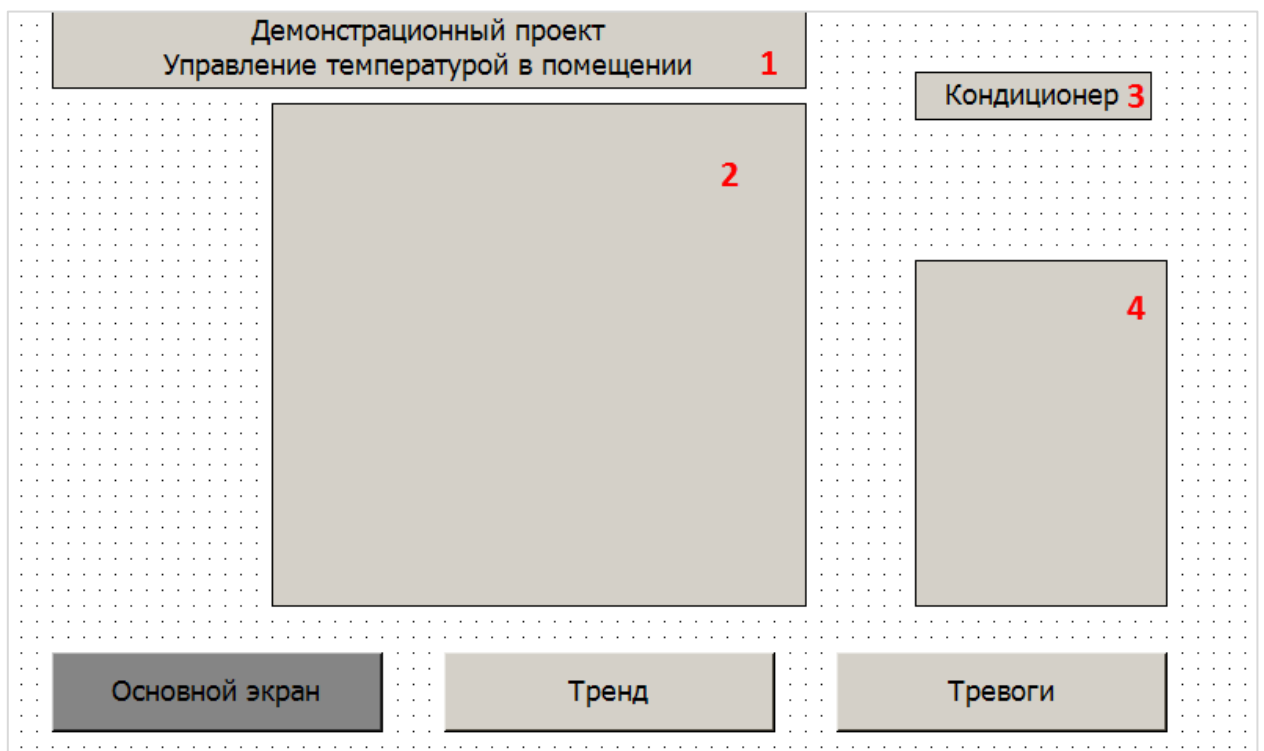 Демонстрационный проект
Управление температурой в помещении 1
Кондиционер 3
2
4
Основной экран
Тренд
Тревоги